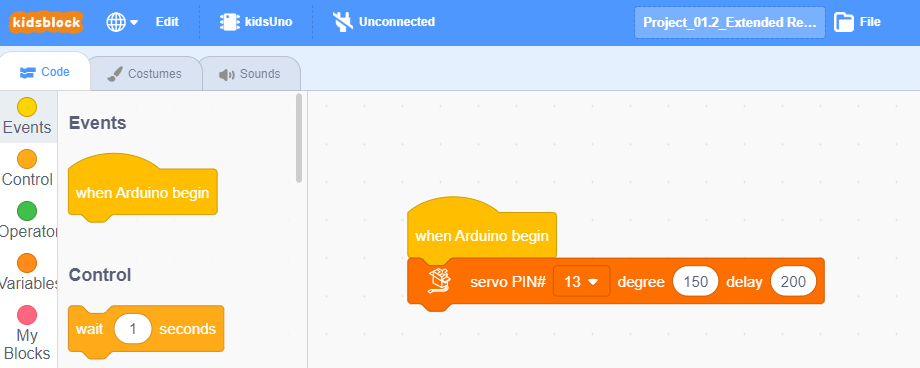 kidsblock Edit kidsUno Unconnected Project_01.2_Extended Re... File
Code Costumes Sounds
Events
Control
Operator
Variables
My
Blocks
Events
when Arduino begin
Control
wait 1 seconds
when Arduino begin
servo PIN# 13 degree 150 delay 200